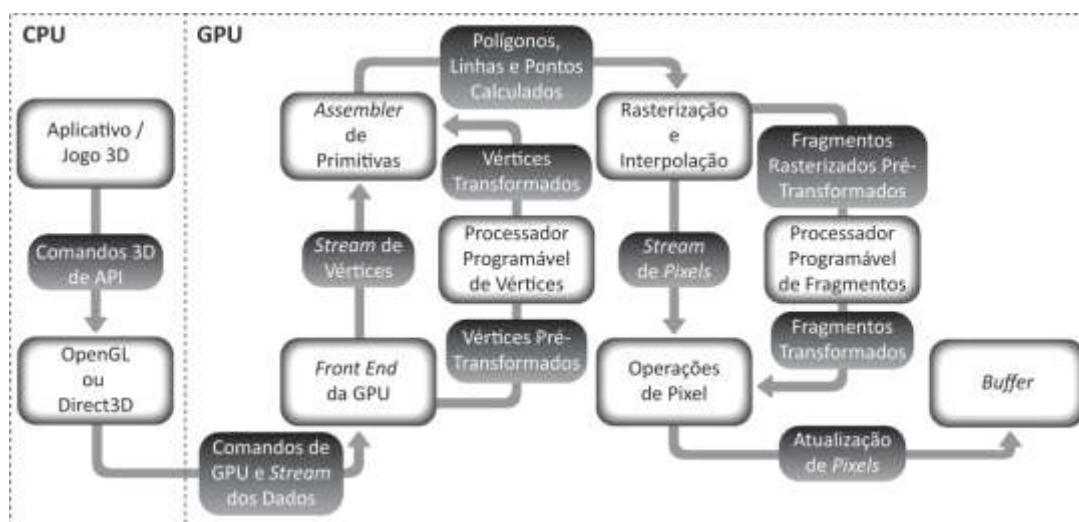 CPU
GPU
Aplicativo /
Jogo 3D
Comandos 3D
de API
OpenGL
ou
Direct3D
Comandos de
GPU e Stream
dos Dados
Front End
da GPU
Stream de
Vértices
Vértices Pré-
Transformados
Processador
Programável
de Vértices
Vértices
Transformados
Assembler
de
Primitivas
Polígonos,
Linhas e Pontos
Calculados
Rasterização
e
Interpolação
Stream
de Pixels
Fragmentos
Rasterizados Pré-
Transformados
Processador
Programável
de Fragmentos
Fragmentos
Transformados
Operações
de Pixel
Atualização
de Pixels
Buffer